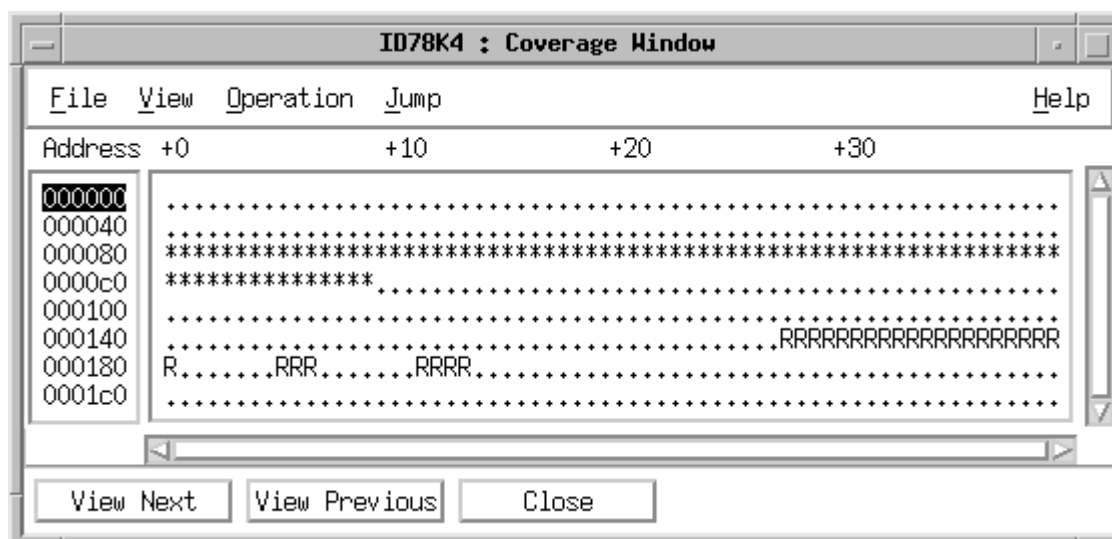 ID78K4 : Coverage Window
File View Operation Jump Help
Address +0 +10 +20 +30
000000 ................................................................
000040 ................................................................
000080 ****************************************************************
0000c0 ***************.................................................
000100 ................................................................
000140 ............................................RRRRRRRRRRRRRRRRRRRR
000180 R.......RRR.......RRRR..........................................
0001c0 ................................................................
View Next View Previous Close